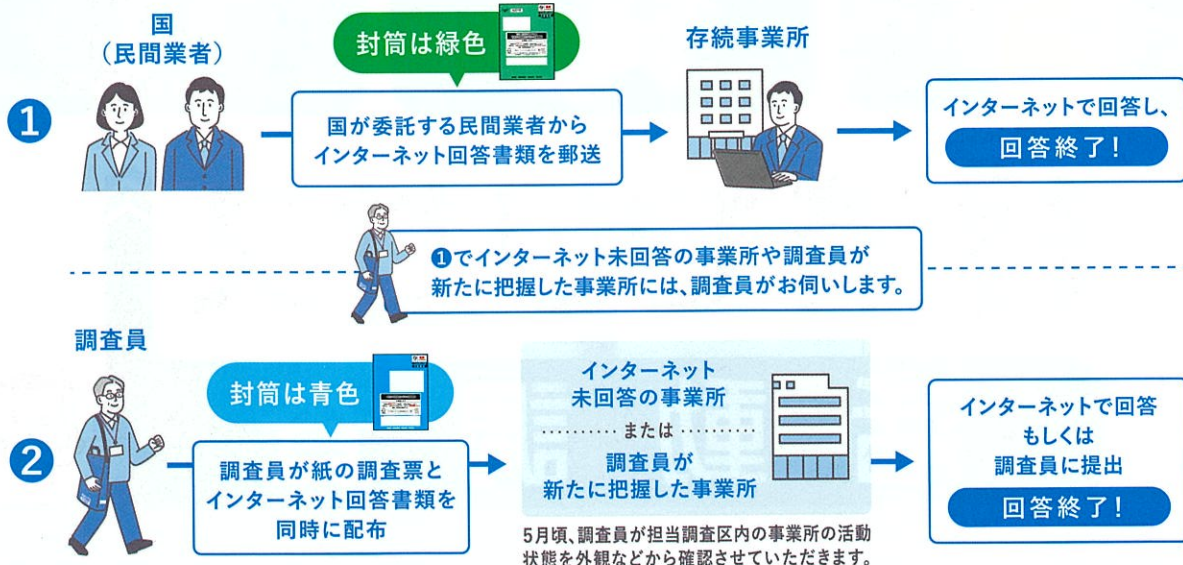 国
（民間業者）
封筒は緑色
存続事業所
1
国が委託する民間業者から
インターネット回答書類を郵送
インターネットで回答し、
回答終了！
❶でインターネット未回答の事業所や調査員が
新たに把握した事業所には、調査員がお伺いします。
調査員
封筒は青色
2
調査員が紙の調査票と
インターネット回答書類を
同時に配布
インターネット
未回答の事業所
または
調査員が
新たに把握した事業所
5月頃、調査員が担当調査区内の事業所の活動
状態を外観などから確認させていただきます。
インターネットで回答
もしくは
調査員に提出
回答終了！